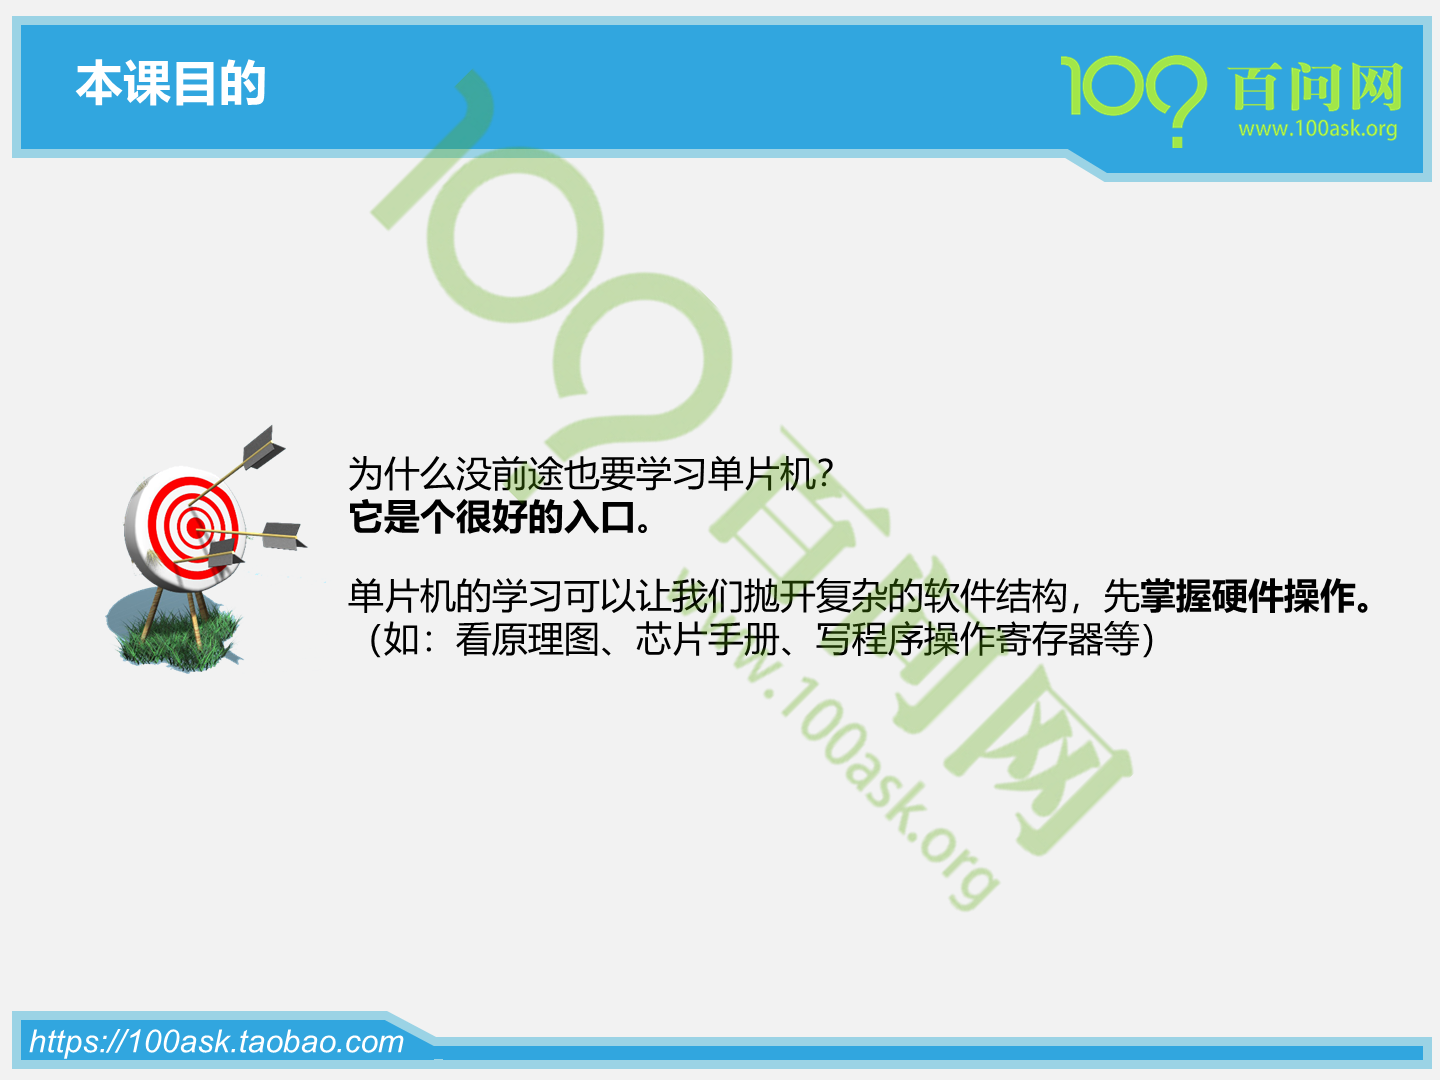 本课目的
100?
百问网
www.100ask.org
为什么没前途也要学习单片机？
它是个很好的入口。
单片机的学习可以让我们抛开复杂的软件结构，先掌握硬件操作。
（如：看原理图、芯片手册、写程序操作寄存器等）
100?
百问网
www.100ask.org
https://100ask.taobao.com